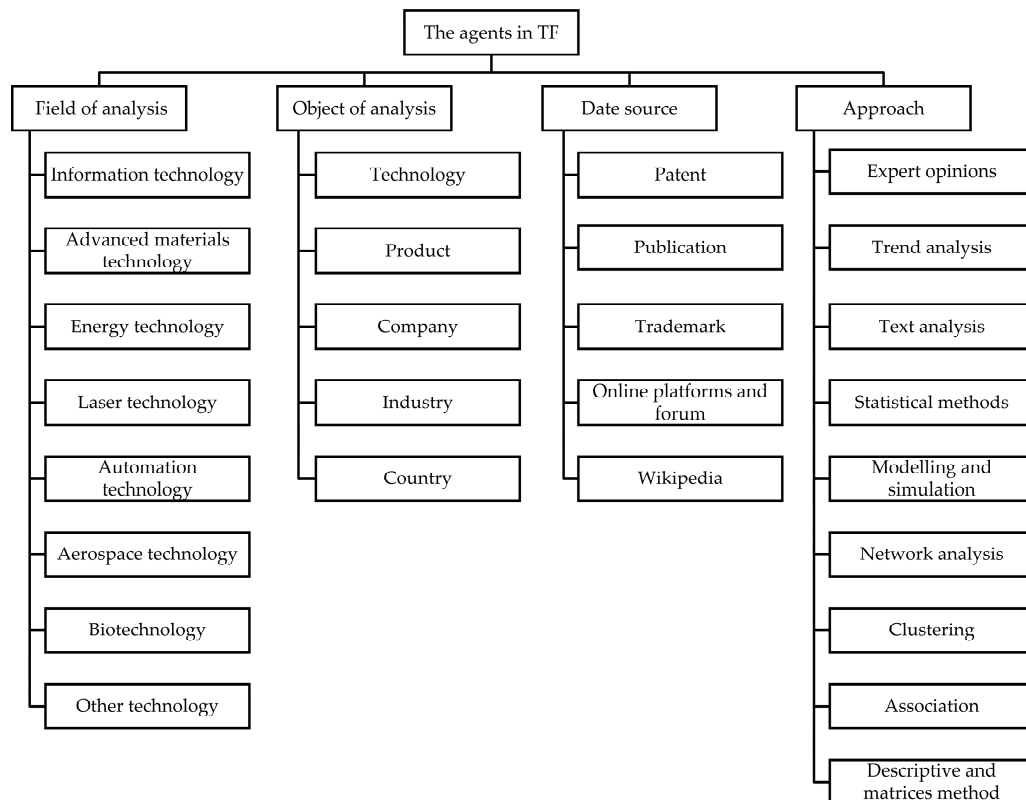 The agents in TF
Field of analysis
Information technology
Advanced materials
technology
Energy technology
Laser technology
Automation
technology
Aerospace technology
Biotechnology
Other technology
Object of analysis
Technology
Product
Company
Industry
Country
Date source
Patent
Publication
Trademark
Online platforms and
forum
Wikipedia
Approach
Expert opinions
Trend analysis
Text analysis
Statistical methods
Modelling and
simulation
Network analysis
Clustering
Association
Descriptive and
matrices method